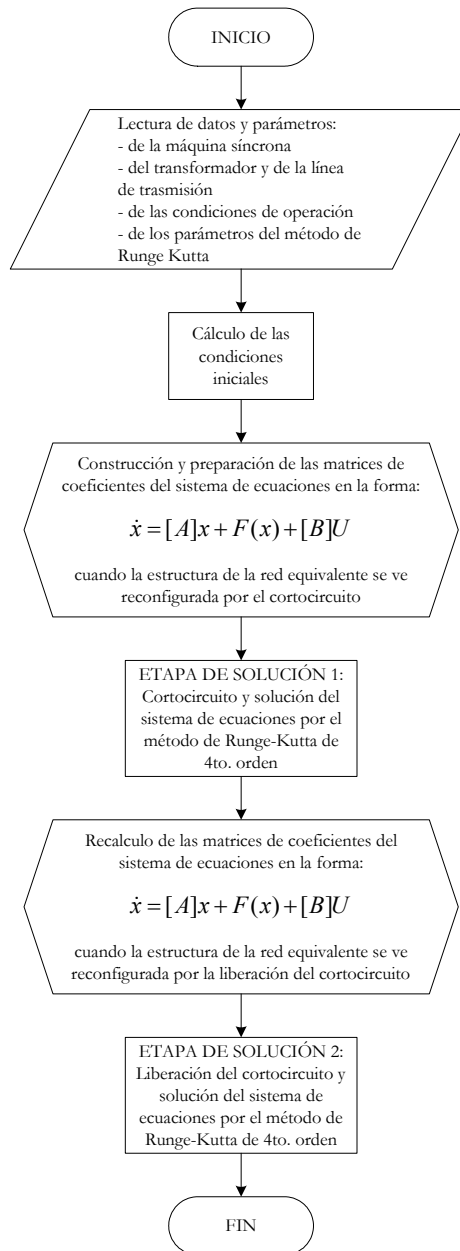 INICIO
Lectura de datos y parámetros:
- de la máquina síncrona
- del transformador y de la línea
de trasmisión
- de las condiciones de operación
- de los parámetros del método de
Runge Kutta
Cálculo de las
condiciones
iniciales
Construcción y preparación de las matrices de
coeficientes del sistema de ecuaciones en la forma:
ẋ = [A]x + F(x) + [B]U
cuando la estructura de la red equivalente se ve
reconfigurada por el cortocircuito
ETAPA DE SOLUCIÓN 1:
Cortocircuito y solución del
sistema de ecuaciones por el
método de Runge-Kutta de
4to. orden
Recalculo de las matrices de coeficientes del
sistema de ecuaciones en la forma:
ẋ = [A]x + F(x) + [B]U
cuando la estructura de la red equivalente se ve
reconfigurada por la liberación del cortocircuito
ETAPA DE SOLUCIÓN 2:
Liberación del cortocircuito y
solución del sistema de
ecuaciones por el método de
Runge-Kutta de 4to. orden
FIN